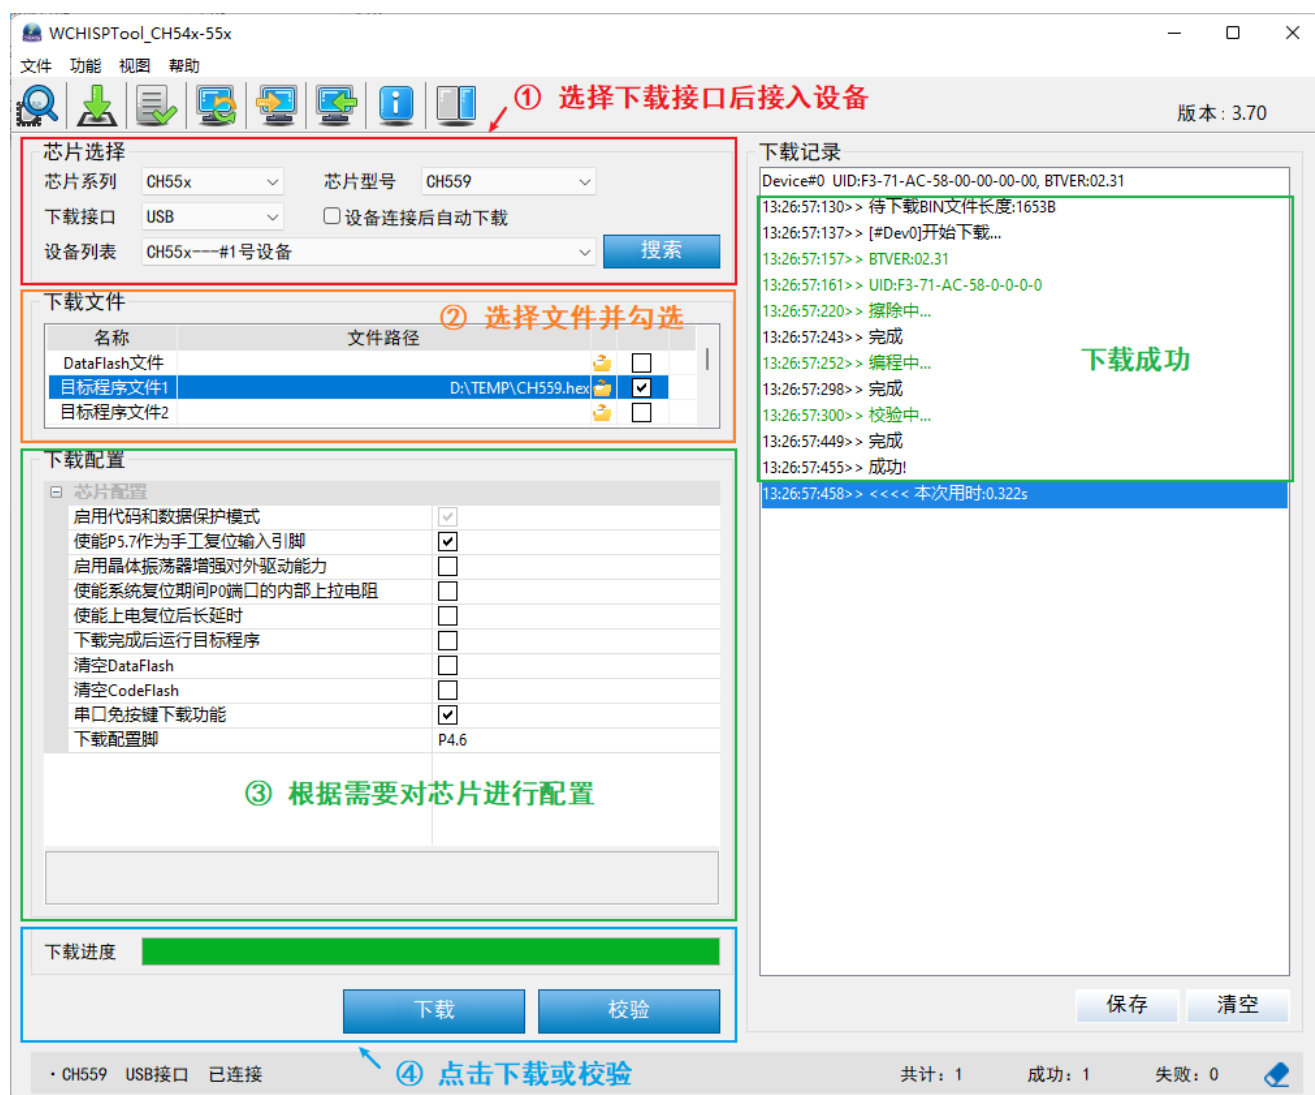 WCHISPTool_CH54x-55x
文件 功能 视图 帮助
① 选择下载接口后接入设备
版本: 3.70
芯片选择
芯片系列 CH55x 芯片型号 CH559
下载接口 USB 设备连接后自动下载
设备列表 CH55x---#1号设备 搜索
下载文件
② 选择文件并勾选
名称 文件路径
DataFlash文件
目标程序文件1 D:\TEMP\CH559.hex
目标程序文件2
下载配置
芯片配置
启用代码和数据保护模式
使能P5.7作为手工复位输入引脚
启用晶体振荡器增强对外驱动能力
使能系统复位期间P0端口的内部上拉电阻
使能上电复位后长延时
下载完成后运行目标程序
清空DataFlash
清空CodeFlash
串口免按键下载功能
下载配置脚 P4.6
③ 根据需要对芯片进行配置
下载进度
下载 校验
④ 点击下载或校验
下载记录
Device#0 UID:F3-71-AC-58-00-00-00-00, BTVER:02.31
13:26:57:130>> 待下载BIN文件长度:1653B
13:26:57:137>> [#Dev0]开始下载...
13:26:57:157>> BTVER:02.31
13:26:57:161>> UID:F3-71-AC-58-0-0-0-0
13:26:57:220>> 擦除中...
13:26:57:243>> 完成
13:26:57:252>> 编程中...
下载成功
13:26:57:298>> 完成
13:26:57:300>> 校验中...
13:26:57:449>> 完成
13:26:57:455>> 成功!
13:26:57:458>> <<<< 本次用时:0.322s
保存 清空
·CH559 USB接口 已连接 共计: 1 成功: 1 失败: 0